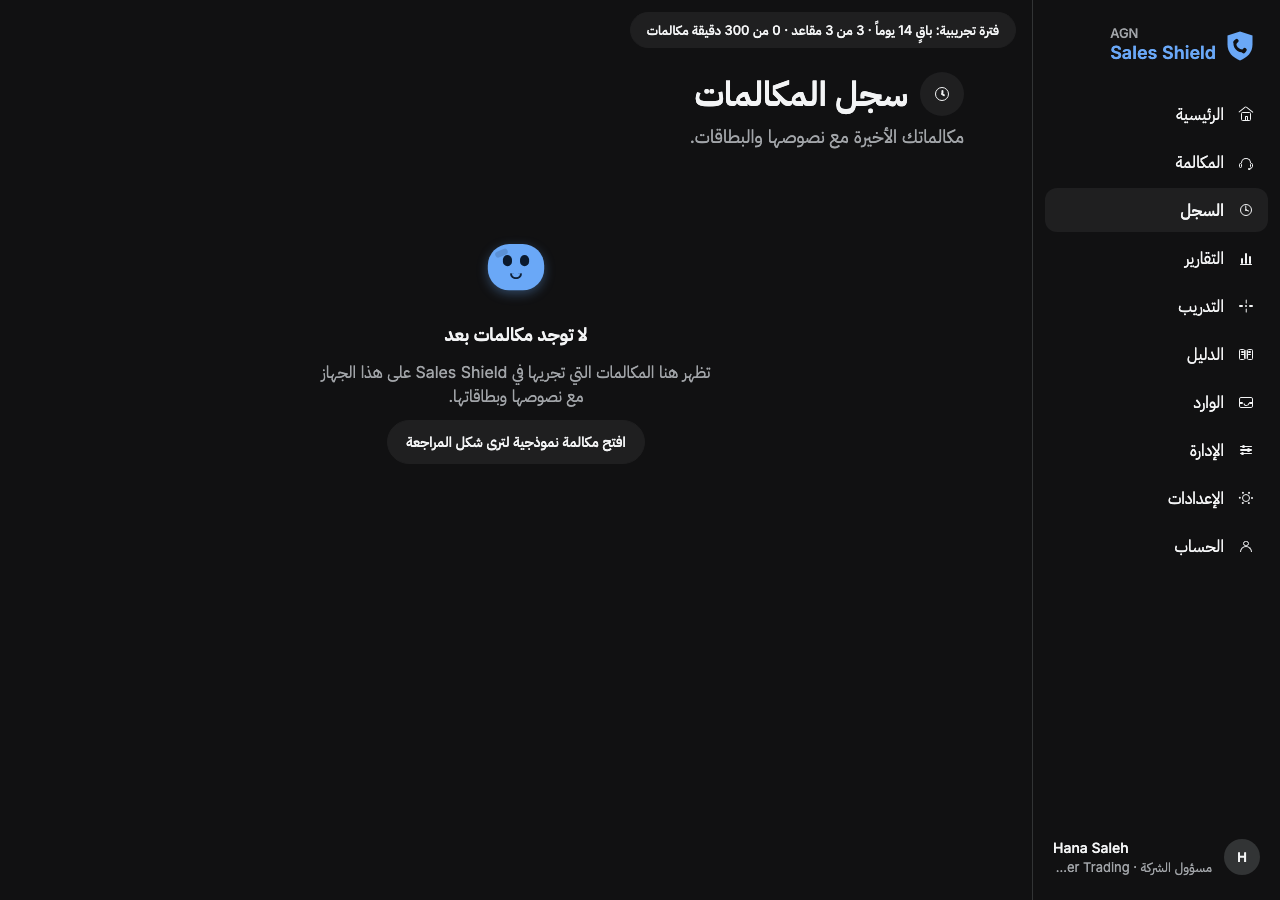 AGN
Sales Shield
الرئيسية
المكالمة
السجل
التقارير
التدريب
الدليل
الوارد
الإدارة
الإعدادات
الحساب
H
Hana Saleh
مسؤول الشركة · er Trading...
فترة تجريبية: باقٍ 14 يوماً · 3 من 3 مقاعد · 0 من 300 دقيقة مكالمات
سجل المكالمات
مكالماتك الأخيرة مع نصوصها والبطاقات.
لا توجد مكالمات بعد
تظهر هنا المكالمات التي تجريها في Sales Shield على هذا الجهاز
مع نصوصها وبطاقاتها.
افتح مكالمة نموذجية لترى شكل المراجعة